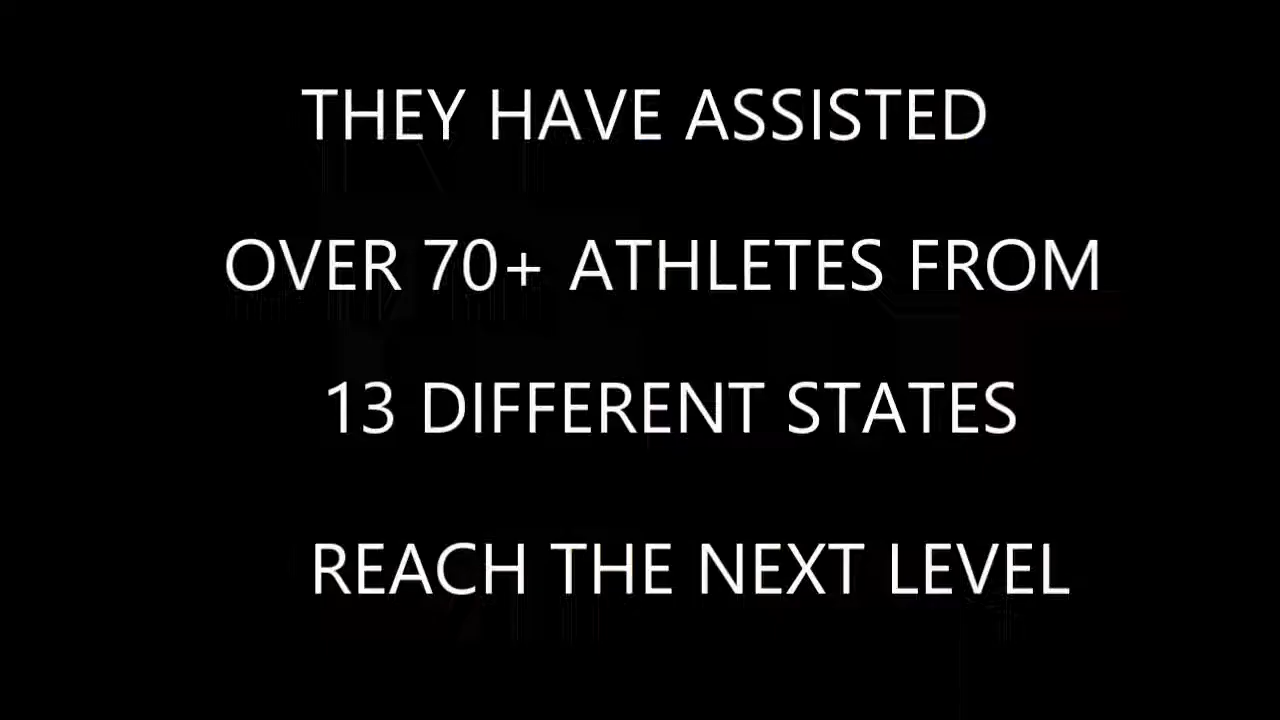 THEY HAVE ASSISTED
OVER 70+ ATHLETES FROM
13 DIFFERENT STATES
REACH THE NEXT LEVEL